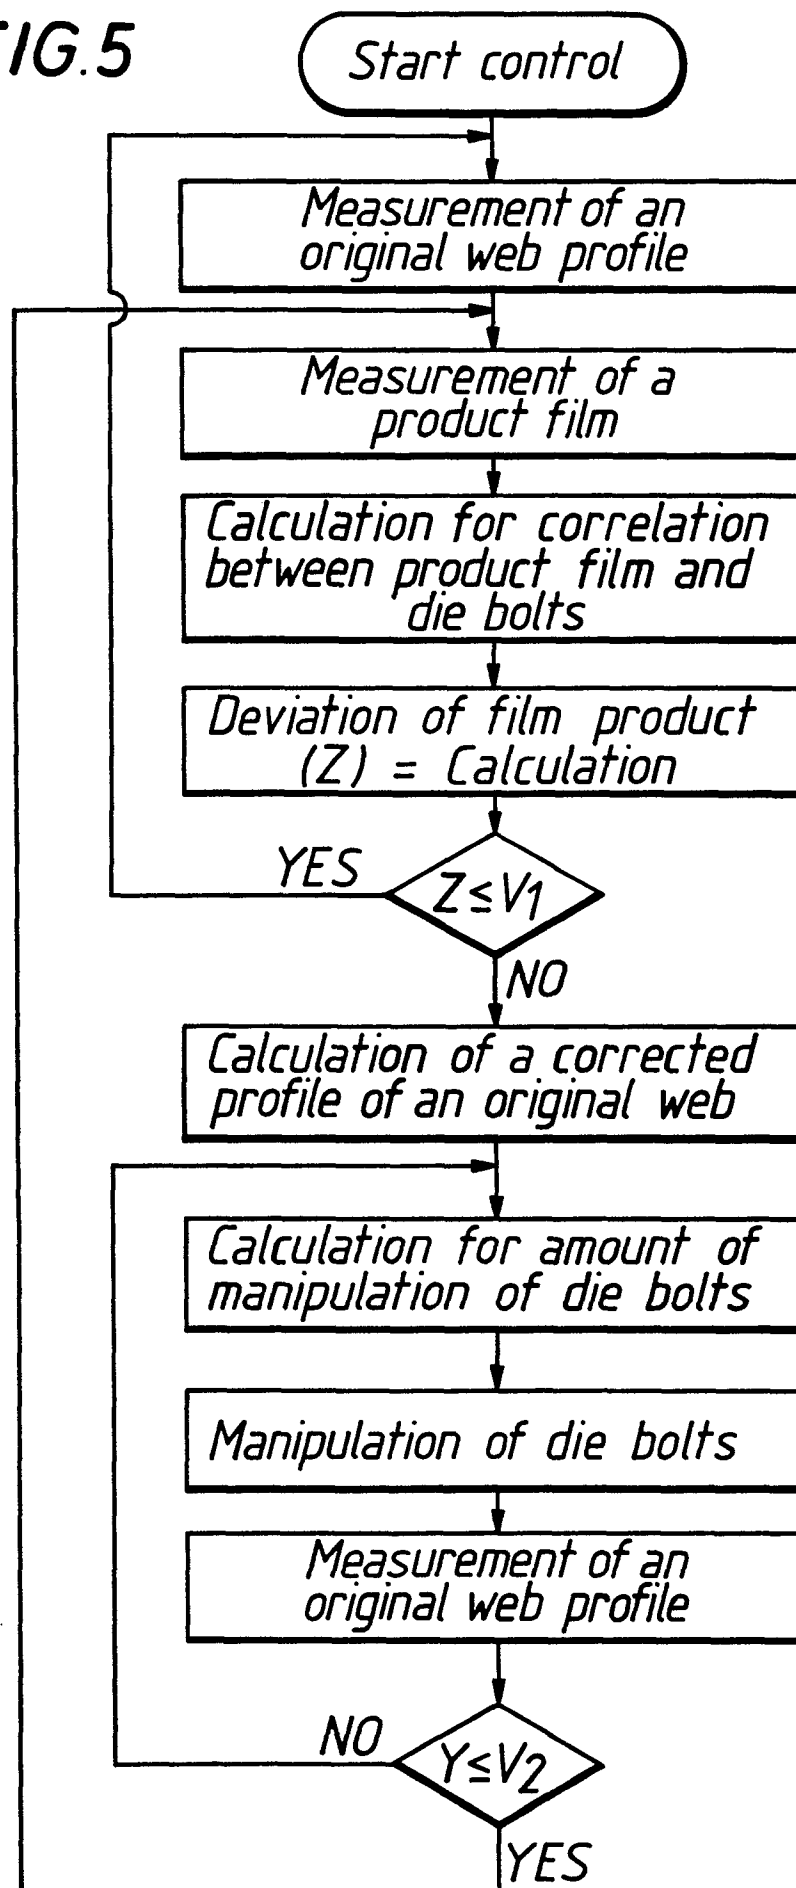 FIG.5
Start control
Measurement of an
original web profile
Measurement of a
product film
Calculation for correlation
between product film and
die bolts
Deviation of film product
(Z) = Calculation
YES
Z≤V1
NO
Calculation of a corrected
profile of an original web
Calculation for amount of
manipulation of die bolts
Manipulation of die bolts
Measurement of an
original web profile
NO
Y≤V2
YES